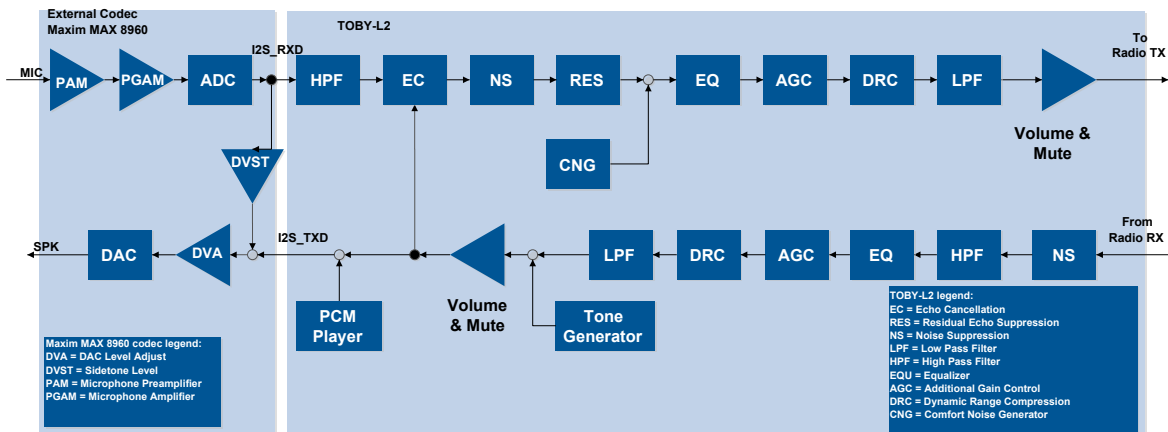 External Codec
Maxim MAX 8960
TOBY-L2
I2S_RXD
To
Radio TX
MIC
PAM
PGAM
ADC
HPF
EC
NS
RES
EQ
AGC
DRC
LPF
Volume &
Mute
DVST
CNG
From
Radio RX
SPK
DAC
DVA
I2S_TXD
LPF
DRC
AGC
EQ
HPF
NS
Volume
& Mute
PCM
Player
Tone
Generator
Maxim MAX 8960 codec legend:
DVA = DAC Level Adjust
DVST = Sidetone Level
PAM = Microphone Preamplifier
PGAM = Microphone Amplifier
TOBY-L2 legend:
EC = Echo Cancellation
RES = Residual Echo Suppression
NS = Noise Suppression
LPF = Low Pass Filter
HPF = High Pass Filter
EQU = Equalizer
AGC = Additional Gain Control
DRC = Dynamic Range Compression
CNG = Comfort Noise Generator